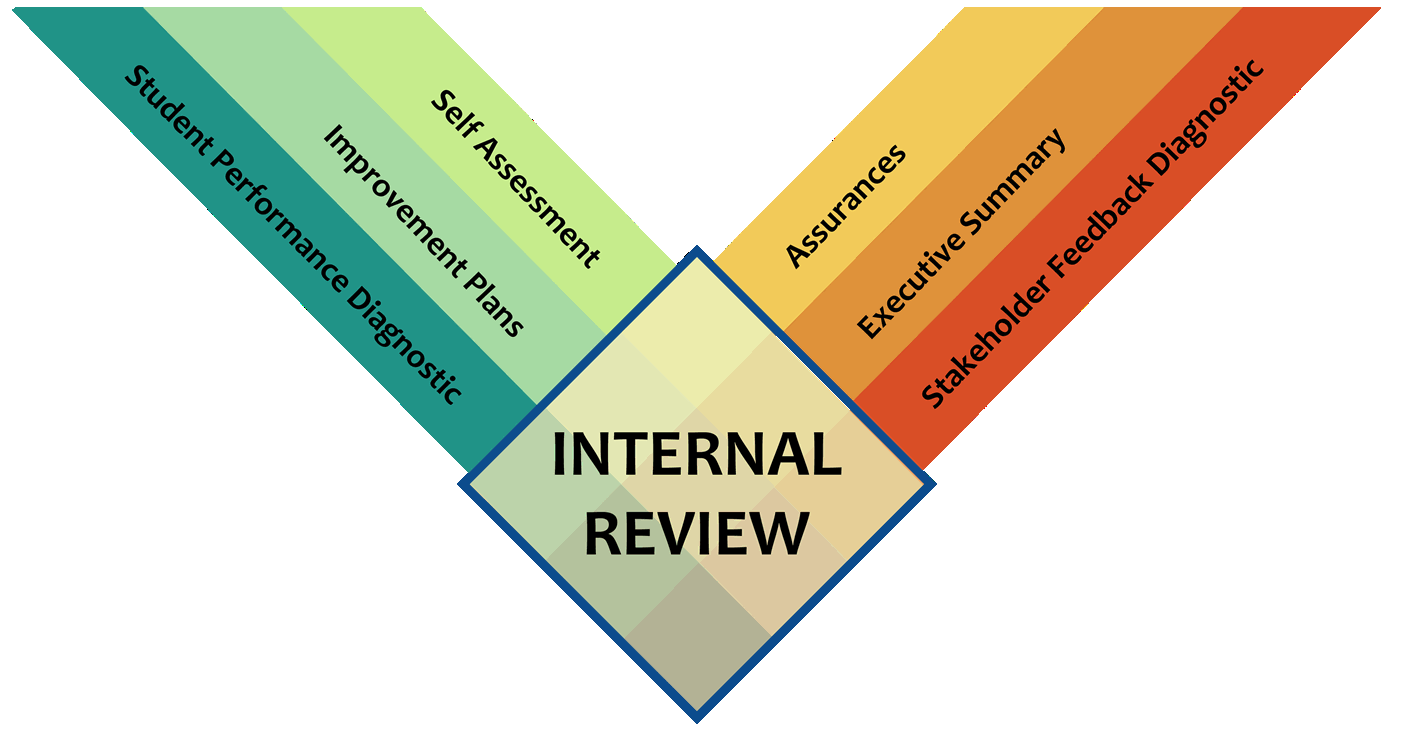 Student Performance Diagnostic
Improvement Plans
Self Assessment
Assurances
Executive Summary
Stakeholder Feedback Diagnostic
INTERNAL
REVIEW